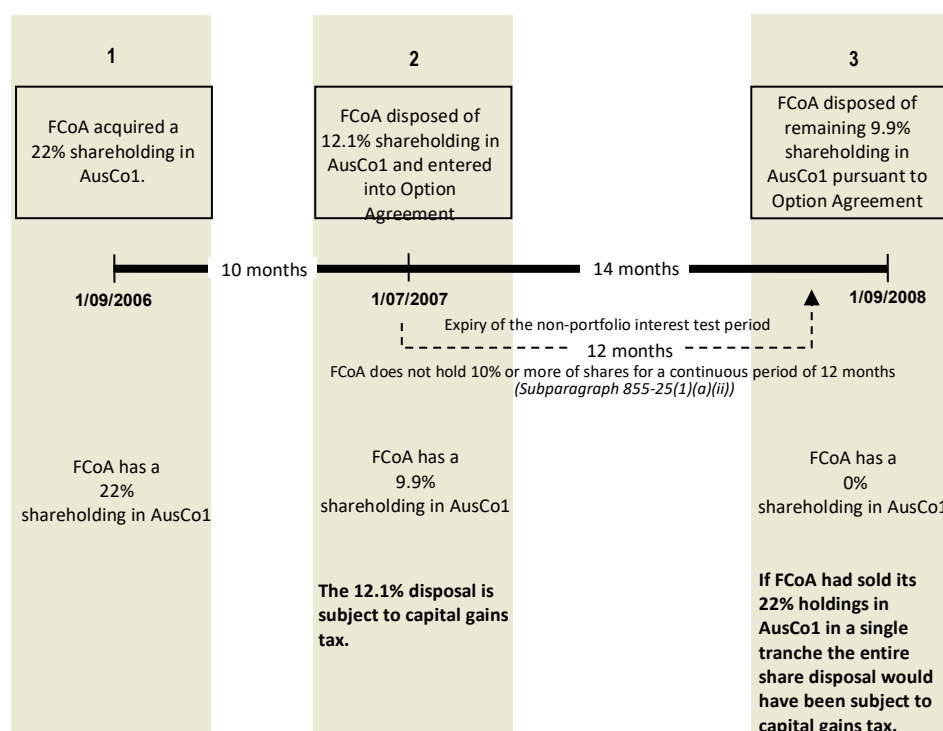 1
2
3
FCoA acquired a
22% shareholding in
AusCo1.
FCoA disposed of
12.1% shareholding in
AusCo1 and entered
into Option
Agreement
FCoA disposed of
remaining 9.9%
shareholding in
AusCo1 pursuant to
Option Agreement
10 months
14 months
1/09/2006
1/07/2007
1/09/2008
Expiry of the non-portfolio interest test period
12 months
FCoA does not hold 10% or more of shares for a continuous period of 12 months
(Subparagraph 855-25(1)(a)(ii))
FCoA has a
22%
shareholding in AusCo1
FCoA has a
9.9%
shareholding in AusCo1
FCoA has a
0%
shareholding in AusCo1
The 12.1% disposal is
subject to capital gains
tax.
If FCoA had sold its
22% holdings in
AusCo1 in a single
tranche the entire
share disposal would
have been subject to
capital gains tax.